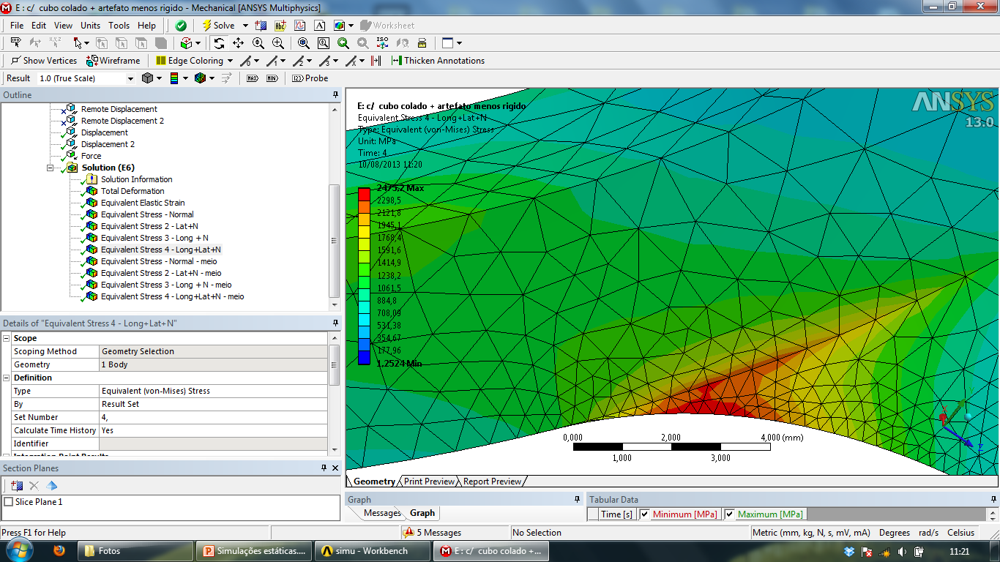 E : c/ cubo colado + artefato menos rigido - Mechanical [ANSYS Multiphysics]
File Edit View Units Tools Help Solve Worksheet
Show Vertices Wireframe Edge Coloring Thicken Annotations
Result 1.0 (True Scale) MAX MIN Probe
Outline
Remote Displacement
Remote Displacement 2
Displacement
Displacement 2
Force
Solution (E6)
Solution Information
Total Deformation
Equivalent Elastic Strain
Equivalent Stress - Normal
Equivalent Stress 2 - Lat+N
Equivalent Stress 3 - Long + N
Equivalent Stress 4 - Long+Lat+N
Equivalent Stress - Normal - meio
Equivalent Stress 2 - Lat+N - meio
Equivalent Stress 3 - Long + N - meio
Equivalent Stress 4 - Long+Lat+N - meio
Details of "Equivalent Stress 4 - Long+Lat+N"
Scope
Scoping Method Geometry Selection
Geometry 1 Body
Definition
Type Equivalent (von-Mises) Stress
By Result Set
Set Number 4,
Calculate Time History Yes
Identifier
Section Planes
Slice Plane 1
E: c/ cubo colado + artefato menos rigido
Equivalent Stress 4 - Long+Lat+N
Type: Equivalent (von-Mises) Stress
Unit: MPa
Time: 4
10/08/2013 11:20
2475,2 Max
2298,5
2121,8
1945,1
1768,4
1591,6
1414,9
1238,2
1061,5
884,8
708,09
531,38
354,67
177,96
1,2524 Min
ANSYS
13.0
0,000 2,000 4,000 (mm)
1,000 3,000
Geometry Print Preview Report Preview
Graph
Messages Graph
Tabular Data
Time [s] Minimum [MPa] Maximum [MPa]
Press F1 for Help 5 Messages No Selection Metric (mm, kg, N, s, mV, mA) Degrees rad/s Celsius
Fotos Simulações estáticas.... simu - Workbench E : c/ cubo colado +... 11:21